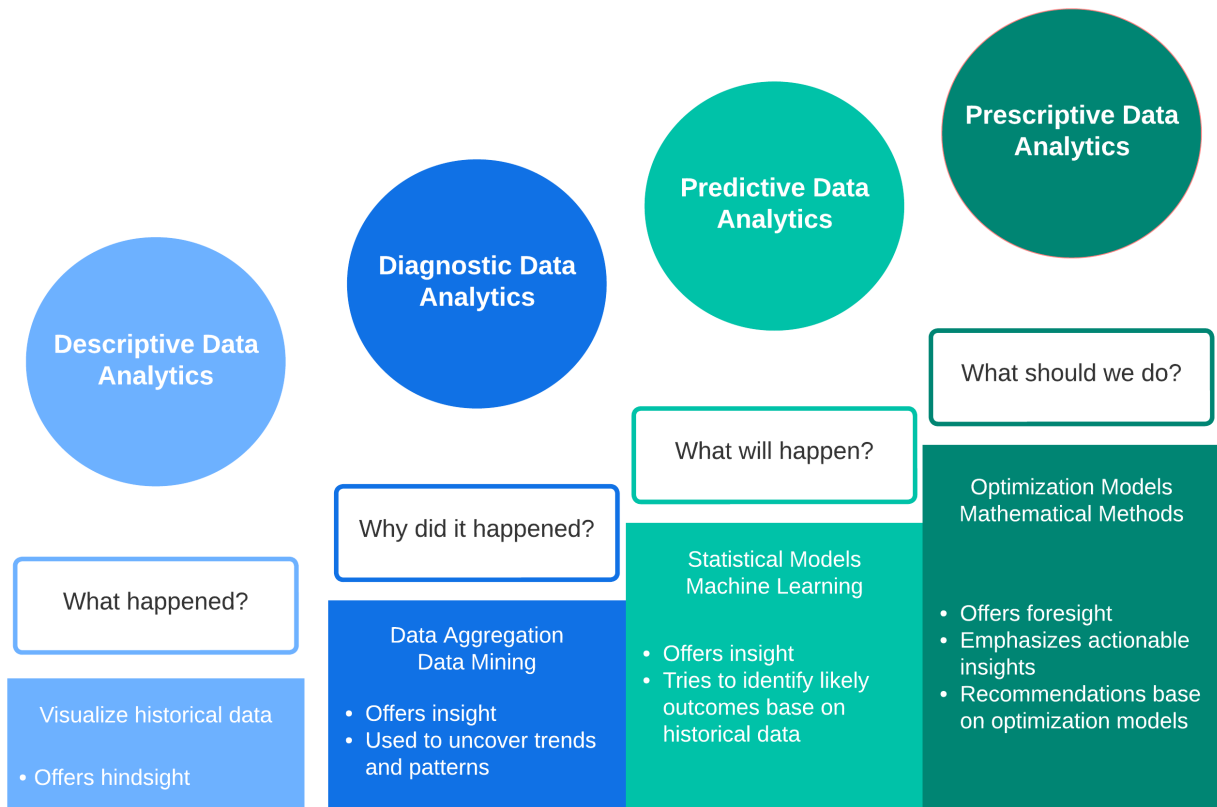 Descriptive Data
Analytics
What happened?
Visualize historical data
• Offers hindsight
Diagnostic Data
Analytics
Why did it happened?
Data Aggregation
Data Mining
• Offers insight
• Used to uncover trends
and patterns
Predictive Data
Analytics
What will happen?
Statistical Models
Machine Learning
• Offers insight
• Tries to identify likely
outcomes base on
historical data
Prescriptive Data
Analytics
What should we do?
Optimization Models
Mathematical Methods
• Offers foresight
• Emphasizes actionable
insights
• Recommendations base
on optimization models